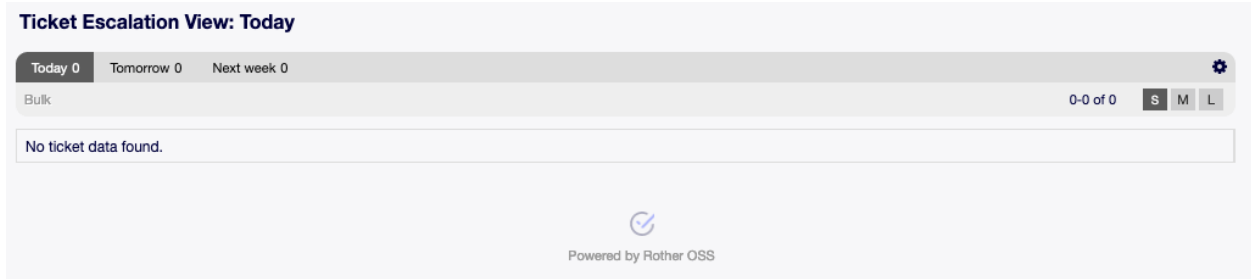 Ticket Escalation View: Today
Today 0 Tomorrow 0 Next week 0
Bulk 0-0 of 0 S M L
No ticket data found.
Powered by Rother OSS